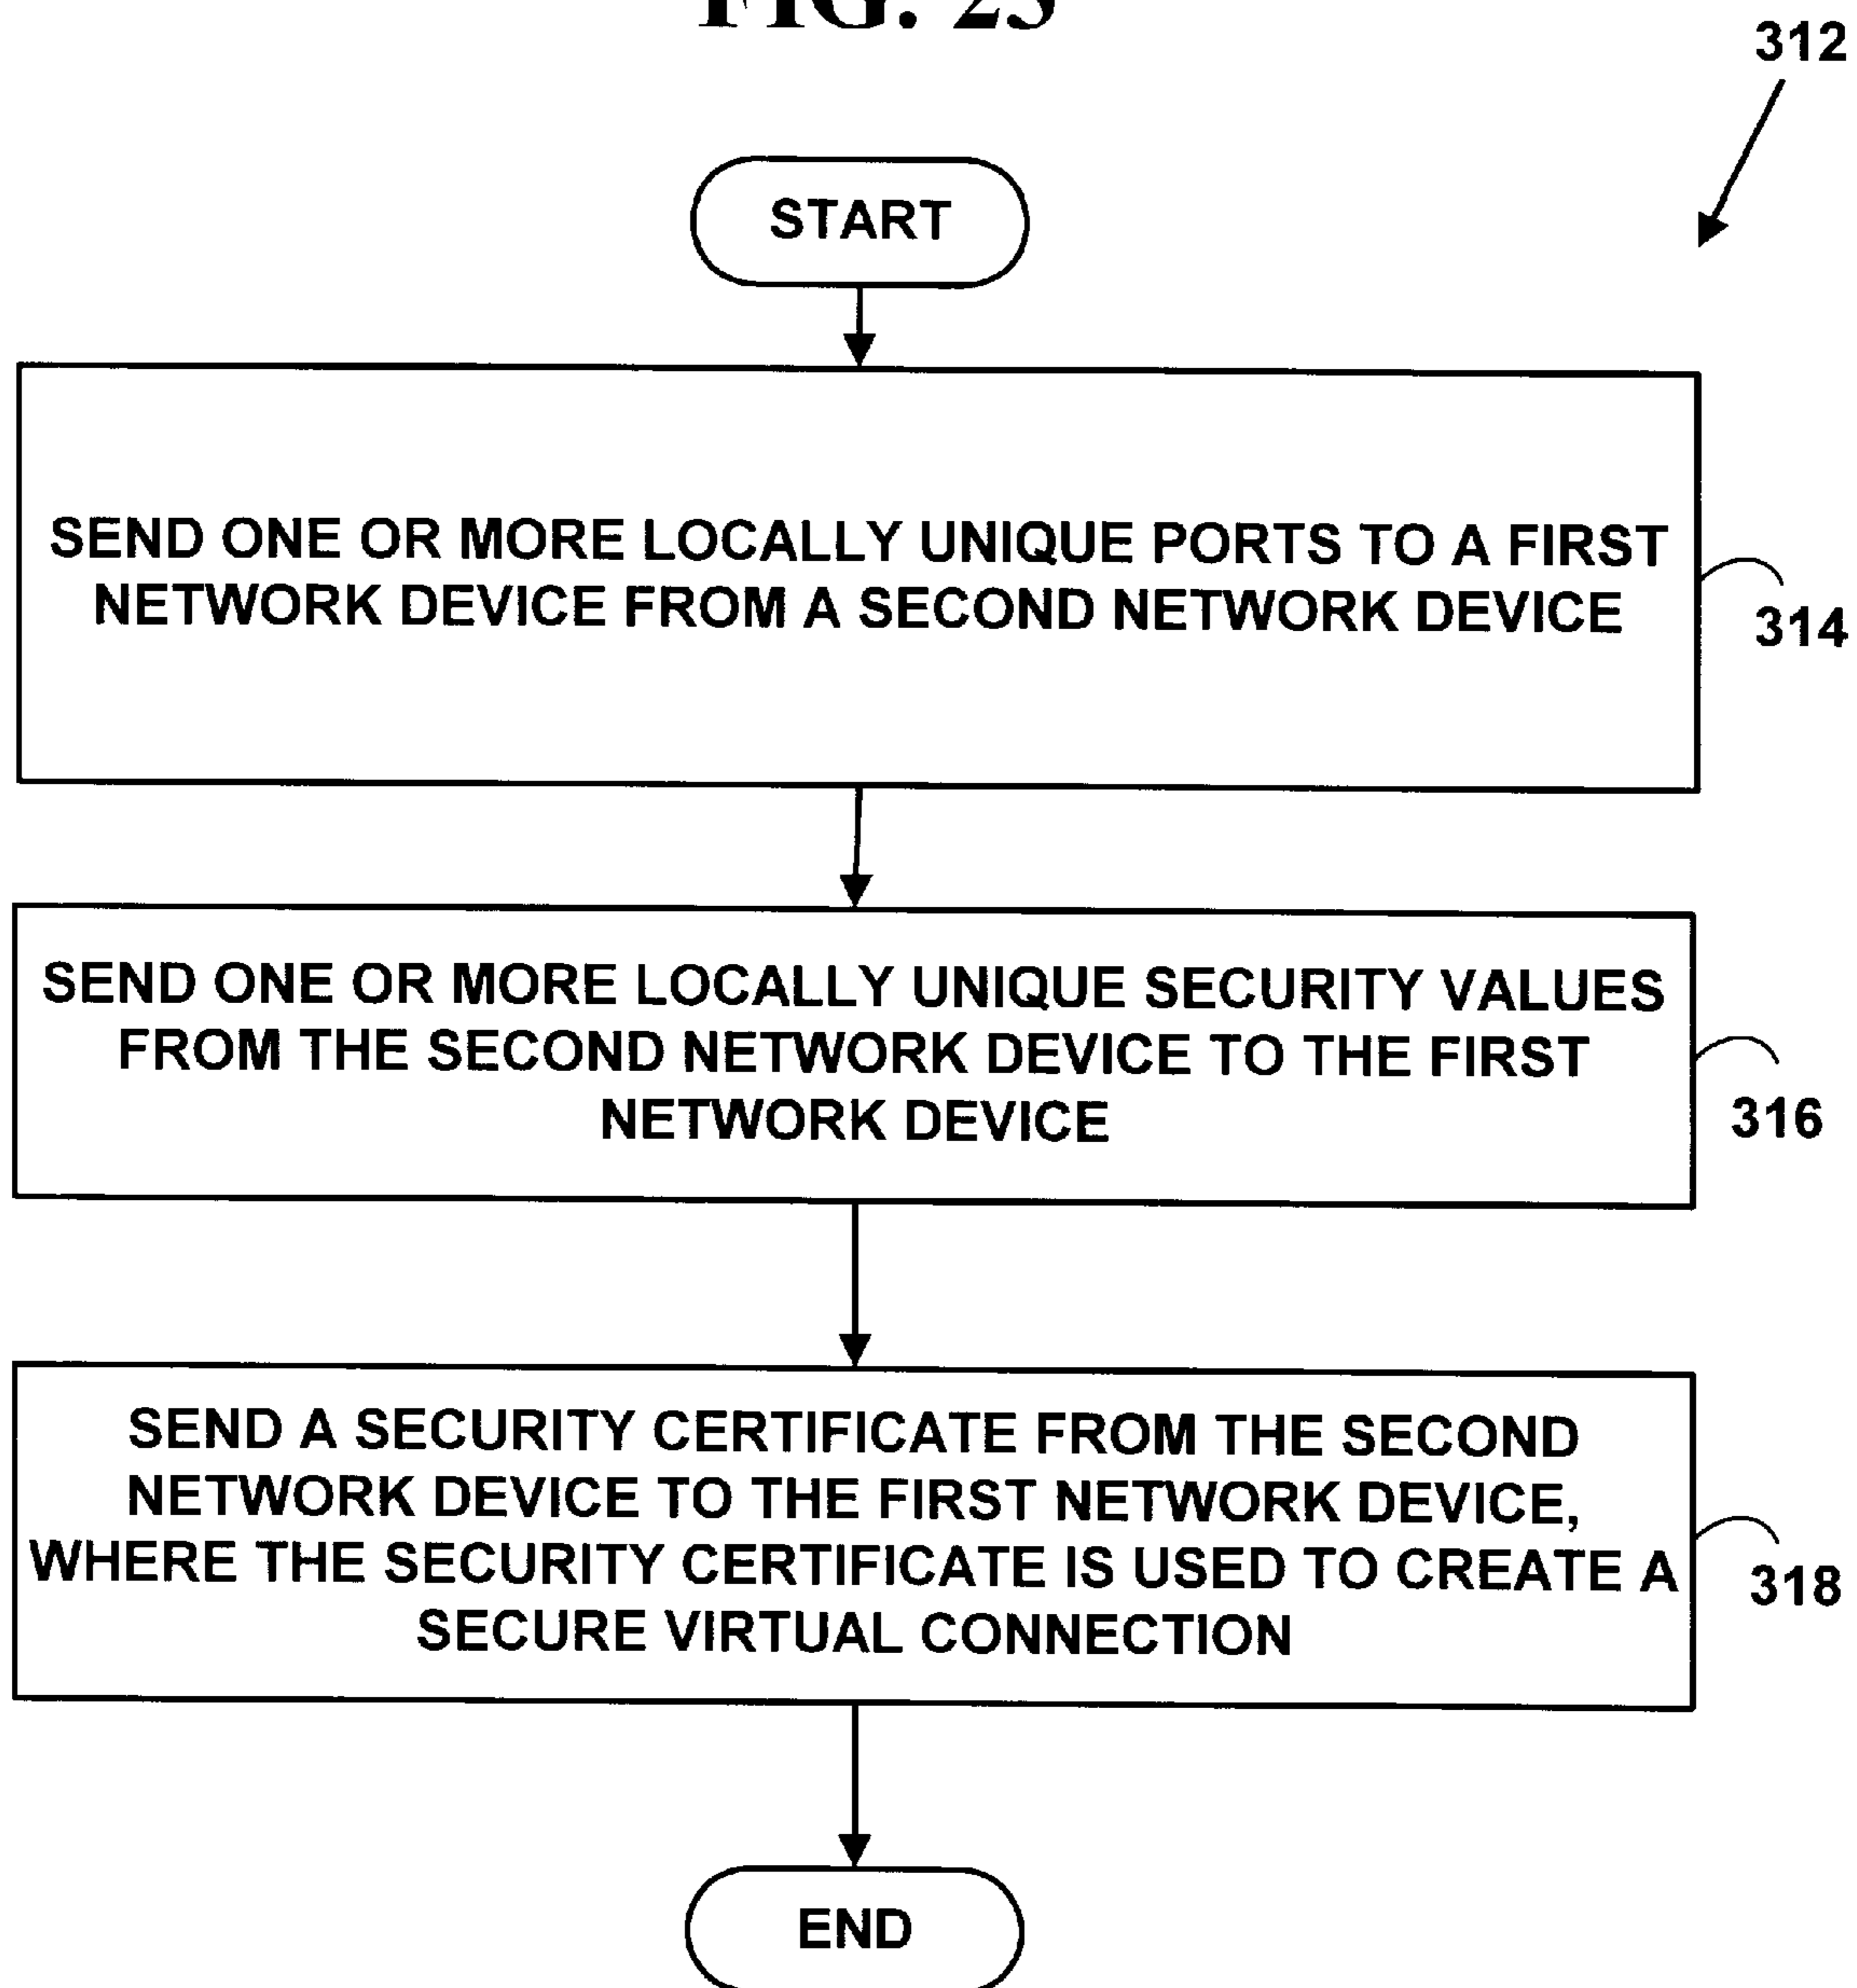 FIG.
312
START
SEND ONE OR MORE LOCALLY UNIQUE PORTS TO A FIRST
NETWORK DEVICE FROM A SECOND NETWORK DEVICE
314
SEND ONE OR MORE LOCALLY UNIQUE SECURITY VALUES
FROM THE SECOND NETWORK DEVICE TO THE FIRST
NETWORK DEVICE
316
SEND A SECURITY CERTIFICATE FROM THE SECOND
NETWORK DEVICE TO THE FIRST NETWORK DEVICE,
WHERE THE SECURITY CERTIFICATE IS USED TO CREATE A
SECURE VIRTUAL CONNECTION
318
END